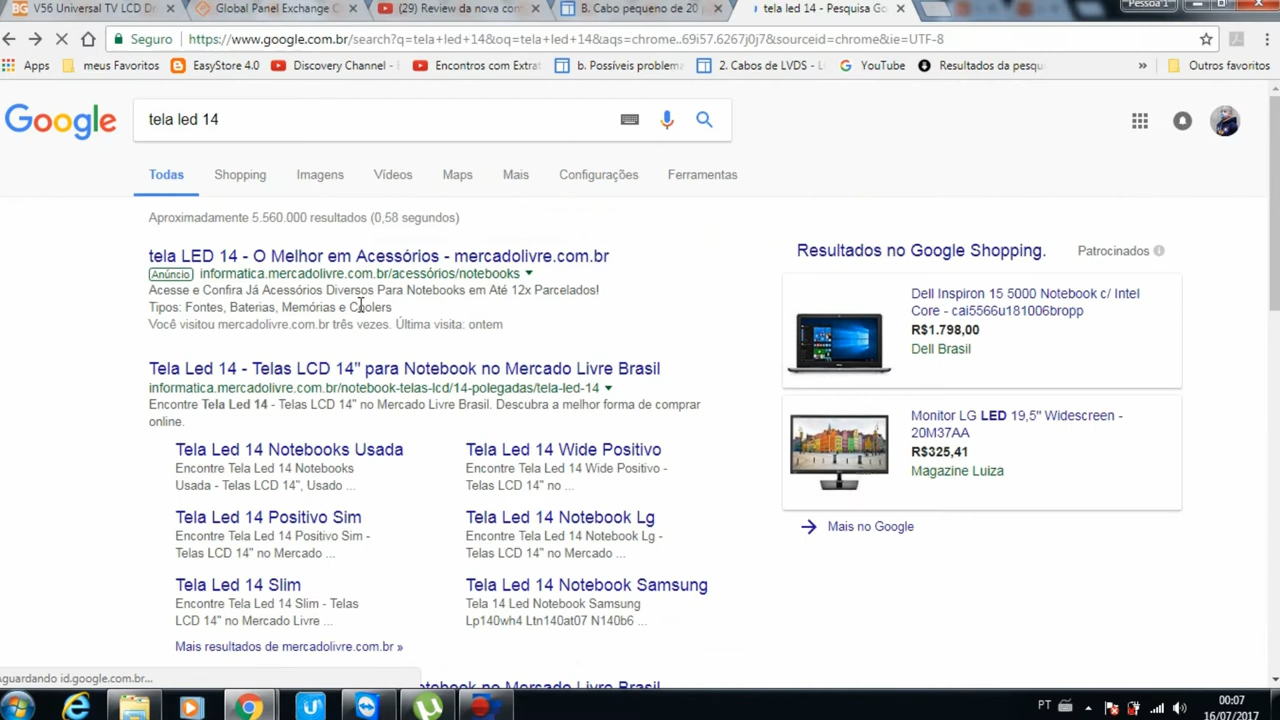 V56 Universal TV LCD Dr
Global Panel Exchange C
(29) Review da nova con
B. Cabo pequeno de 20 p
tela led 14 - Pesquisa Go
Pessoa 1
Seguro
https://www.google.com.br/search?q=tela+led+14&oq=tela+led+14&aqs=chrome..69i57.6267j0j7&sourceid=chrome&ie=UTF-8
Apps
meus Favoritos
EasyStore 4.0
Discovery Channel -
Encontros com Extrat
b. Possíveis problema
2. Cabos de LVDS - L
YouTube
Resultados da pesqu
»
Outros favoritos
Google
tela led 14
Todas
Shopping
Imagens
Vídeos
Maps
Mais
Configurações
Ferramentas
Aproximadamente 5.560.000 resultados (0,58 segundos)
tela LED 14 - O Melhor em Acessórios - mercadolivre.com.br
Anúncio informatica.mercadolivre.com.br/acessórios/notebooks
Acesse e Confira Já Acessórios Diversos Para Notebooks em Até 12x Parcelados!
Tipos: Fontes, Baterias, Memórias e Coolers
Você visitou mercadolivre.com.br três vezes. Última visita: ontem
Tela Led 14 - Telas LCD 14" para Notebook no Mercado Livre Brasil
informatica.mercadolivre.com.br/notebook-telas-lcd/14-polegadas/tela-led-14
Encontre Tela Led 14 - Telas LCD 14" no Mercado Livre Brasil. Descubra a melhor forma de comprar
online.
Tela Led 14 Notebooks Usada
Encontre Tela Led 14 Notebooks
Usada - Telas LCD 14", Usado ...
Tela Led 14 Wide Positivo
Encontre Tela Led 14 Wide Positivo -
Telas LCD 14" no ...
Tela Led 14 Positivo Sim
Encontre Tela Led 14 Positivo Sim -
Telas LCD 14" no Mercado ...
Tela Led 14 Notebook Lg
Encontre Tela Led 14 Notebook Lg -
Telas LCD 14" no Mercado ...
Tela Led 14 Slim
Encontre Tela Led 14 Slim - Telas
LCD 14" no Mercado Livre ...
Tela Led 14 Notebook Samsung
Tela 14 Led Notebook Samsung
Lp140wh4 Ltn140at07 N140b6 ...
Mais resultados de mercadolivre.com.br »
Resultados no Google Shopping.
Patrocinados
Dell Inspiron 15 5000 Notebook c/ Intel
Core - cai5566u181006bropp
R$1.798,00
Dell Brasil
Monitor LG LED 19,5" Widescreen -
20M37AA
R$325,41
Magazine Luiza
Mais no Google
Aguardando id.google.com.br...
otebook no Mercado Livre Brasil
PT
00:07
16/07/2017